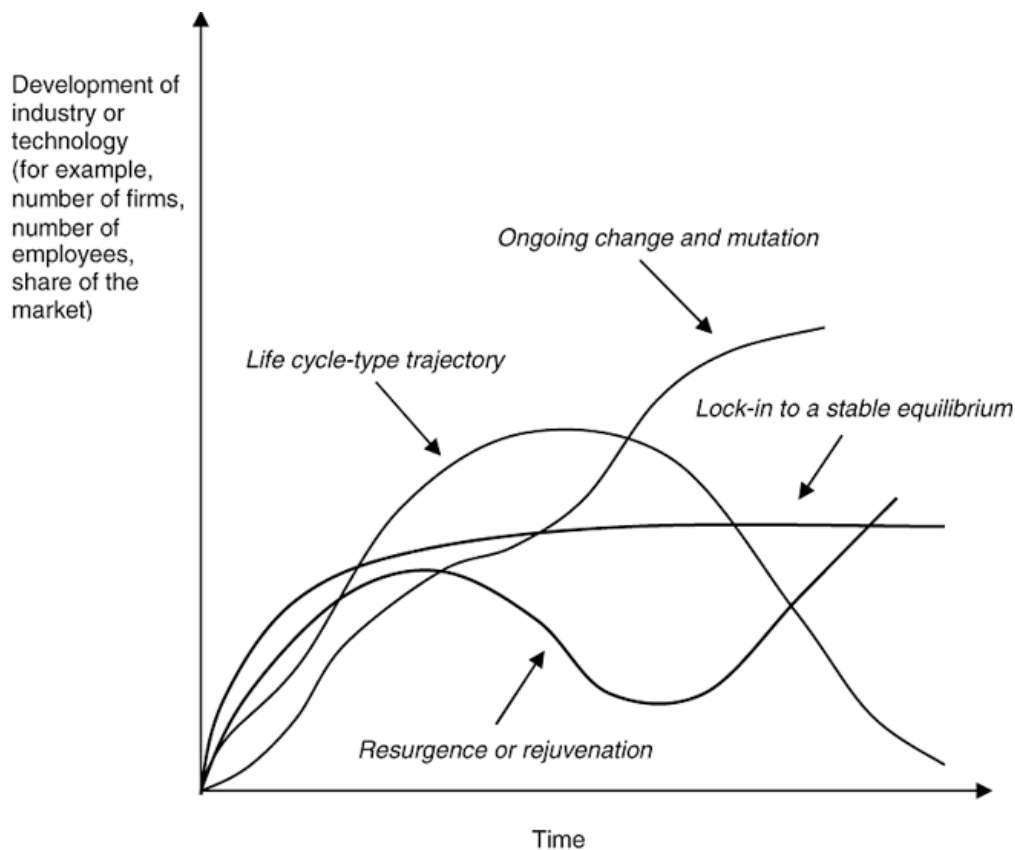 Development of
industry or
technology
(for example,
number of firms,
number of
employees,
share of the
market)
Ongoing change and mutation
Life cycle-type trajectory
Lock-in to a stable equilibrium
Resurgence or rejuvenation
Time